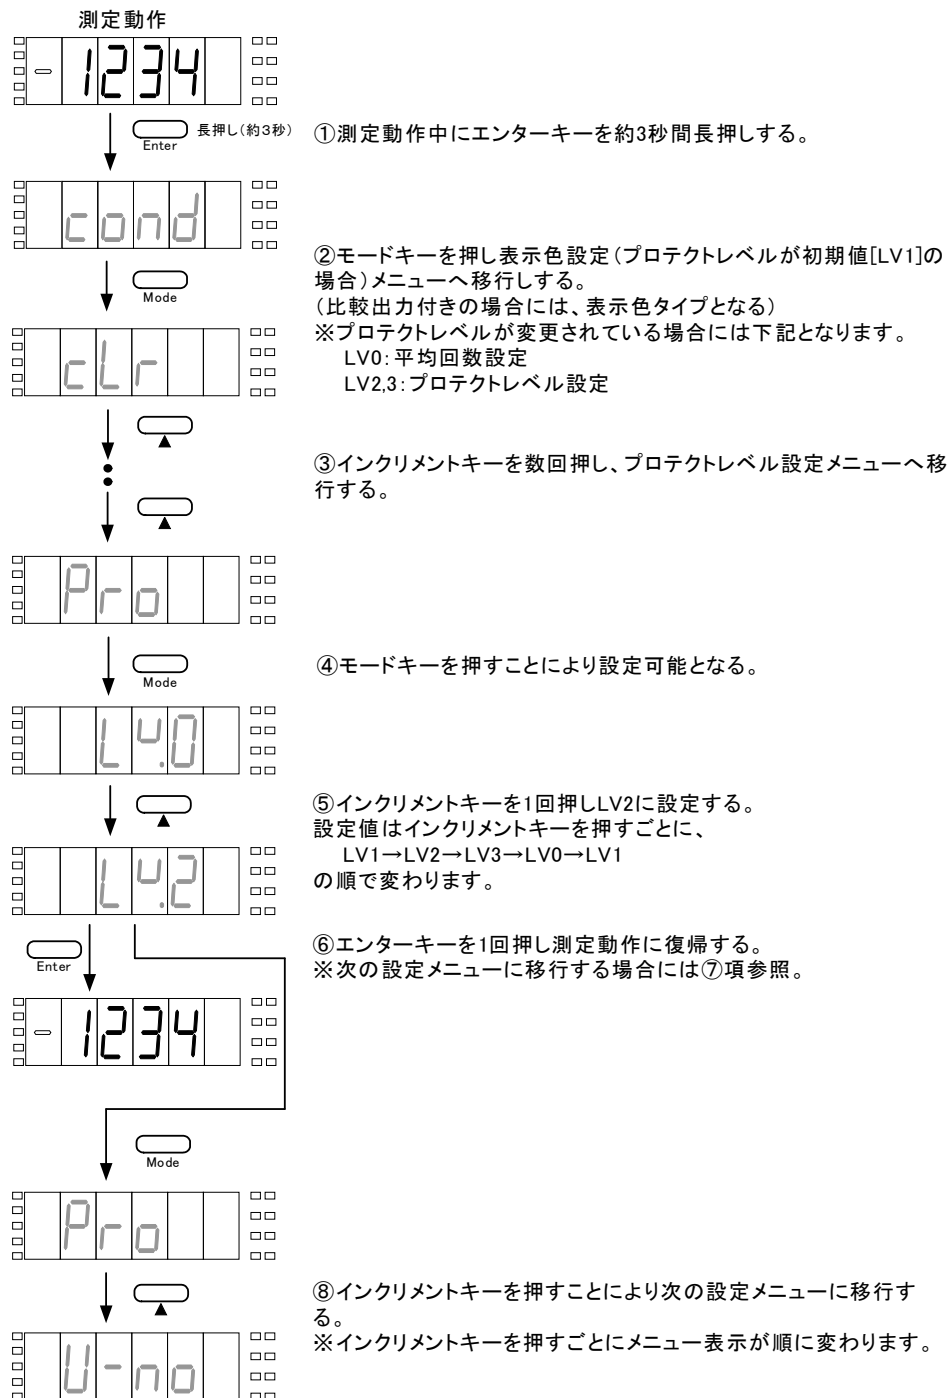 測定動作
- 1234
長押し(約3秒)
Enter
①測定動作中にエンターキーを約3秒間長押しする。
cond
②モードキーを押し表示色設定(プロテクトレベルが初期値[LV1]の
場合)メニューへ移行しする。
(比較出力付きの場合には、表示色タイプとなる)
※プロテクトレベルが変更されている場合には下記となります。
LV0:平均回数設定
LV2,3:プロテクトレベル設定
Mode
cLr
▲
③インクリメントキーを数回押し、プロテクトレベル設定メニューへ移
行する。
▲
Pro
Mode
④モードキーを押すことにより設定可能となる。
LV.0
▲
⑤インクリメントキーを1回押しLV2に設定する。
設定値はインクリメントキーを押すごとに、
LV1→LV2→LV3→LV0→LV1
の順で変わります。
LV.2
Enter
⑥エンターキーを1回押し測定動作に復帰する。
※次の設定メニューに移行する場合には⑦項参照。
- 1234
Mode
Pro
▲
⑧インクリメントキーを押すことにより次の設定メニューに移行す
る。
※インクリメントキーを押すごとにメニュー表示が順に変わります。
U-no